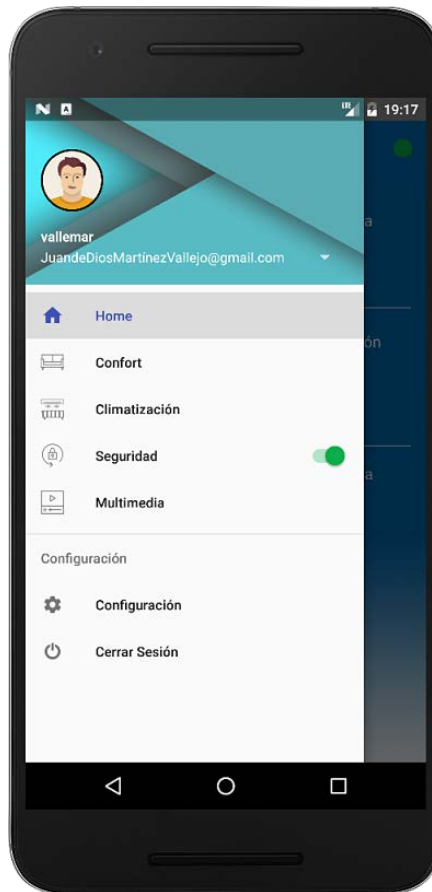 19:17
vallemar
JuandeDiosMartínezVallejo@gmail.com
Home
Confort
Climatización
Seguridad
Multimedia
Configuración
Configuración
Cerrar Sesión